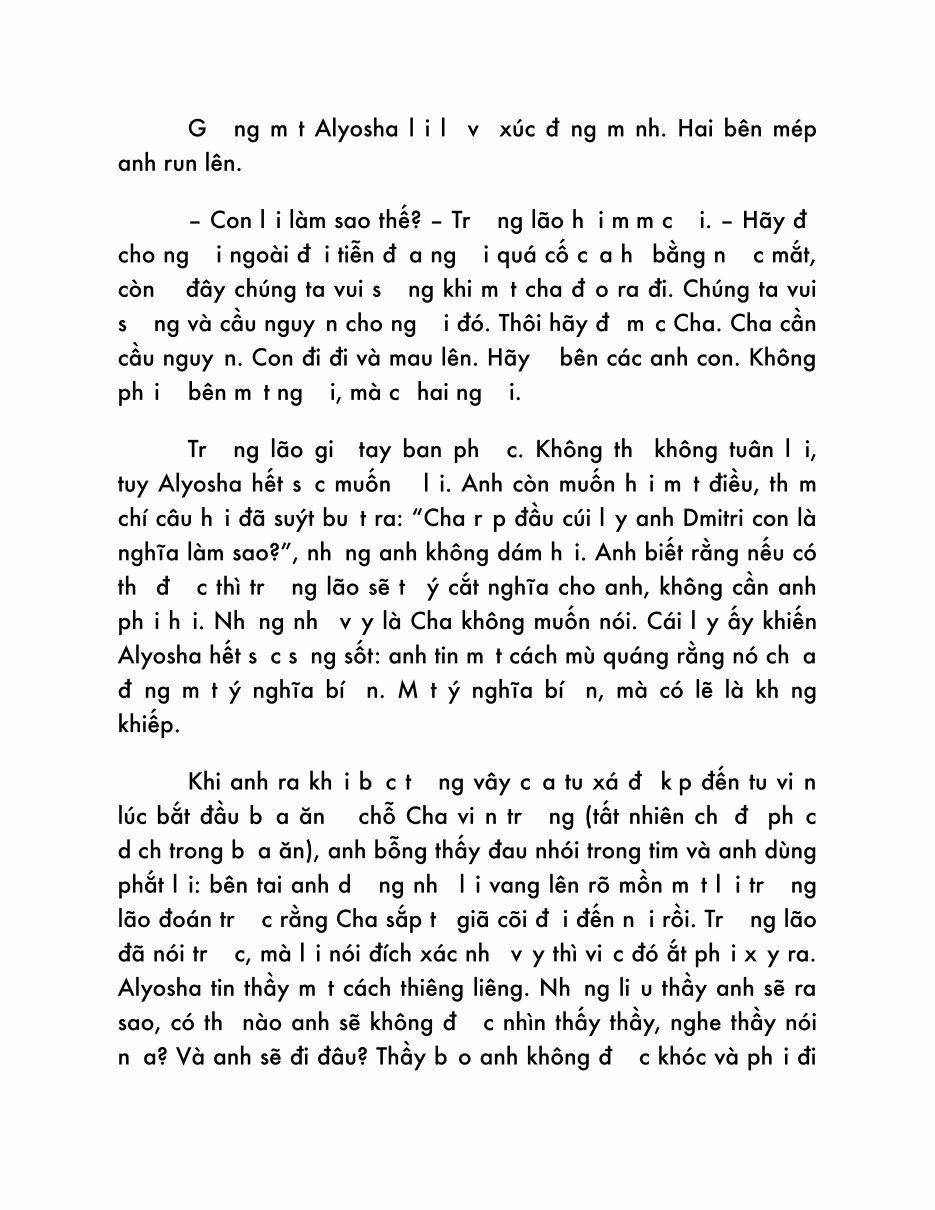 G ng m t Alyosha l i l v xúc đ ng m nh. Hai bên mép
anh run lên.
– Con l i làm sao thế? – Tr ng lão h i m m c i. – Hãy đ
cho ng i ngoài đ i tiễn đ a ng i quá cố c a h bằng n c mắt,
còn đây chúng ta vui s ng khi m t cha đ o ra đi. Chúng ta vui
s ng và cầu nguy n cho ng i đó. Thôi hãy đ m c Cha. Cha cần
cầu nguy n. Con đi đi và mau lên. Hãy bên các anh con. Không
ph i bên m t ng i, mà c hai ng i.
Tr ng lão gi tay ban ph c. Không th không tuân l i,
tuy Alyosha hết s c muốn l i. Anh còn muốn h i m t điều, th m
chí câu h i đã suýt bu t ra: “Cha r p đầu cúi l y anh Dmitri con là
nghĩa làm sao?”, nh ng anh không dám h i. Anh biết rằng nếu có
th đ c thì tr ng lão sẽ t ý cắt nghĩa cho anh, không cần anh
ph i h i. Nh ng nh v y là Cha không muốn nói. Cái l y ấy khiến
Alyosha hết s c s ng sốt: anh tin m t cách mù quáng rằng nó ch a
đ ng m t ý nghĩa bí n. M t ý nghĩa bí n, mà có lẽ là kh ng
khiếp.
Khi anh ra kh i b c t ng vây c a tu xá đ k p đến tu vi n
lúc bắt đầu b a ăn chỗ Cha vi n tr ng (tất nhiên ch đ ph c
d ch trong b a ăn), anh bỗng thấy đau nhói trong tim và anh dùng
phắt l i: bên tai anh d ng nh l i vang lên rõ mồn m t l i tr ng
lão đoán tr c rằng Cha sắp t giã cõi đ i đến n i rồi. Tr ng lão
đã nói tr c, mà l i nói đích xác nh v y thì vi c đó ắt ph i x y ra.
Alyosha tin thầy m t cách thiêng liêng. Nh ng li u thầy anh sẽ ra
sao, có th nào anh sẽ không đ c nhìn thấy thầy, nghe thầy nói
n a? Và anh sẽ đi đâu? Thầy b o anh không đ c khóc và ph i đi